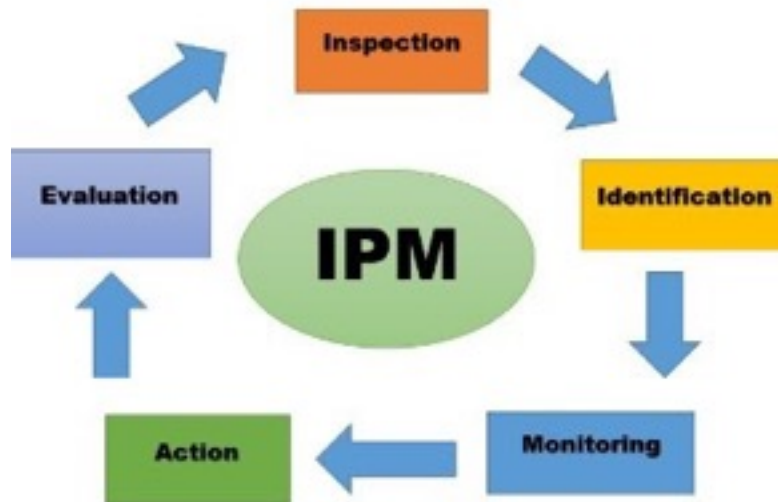 Inspection
Identification
Monitoring
Action
Evaluation
IPM